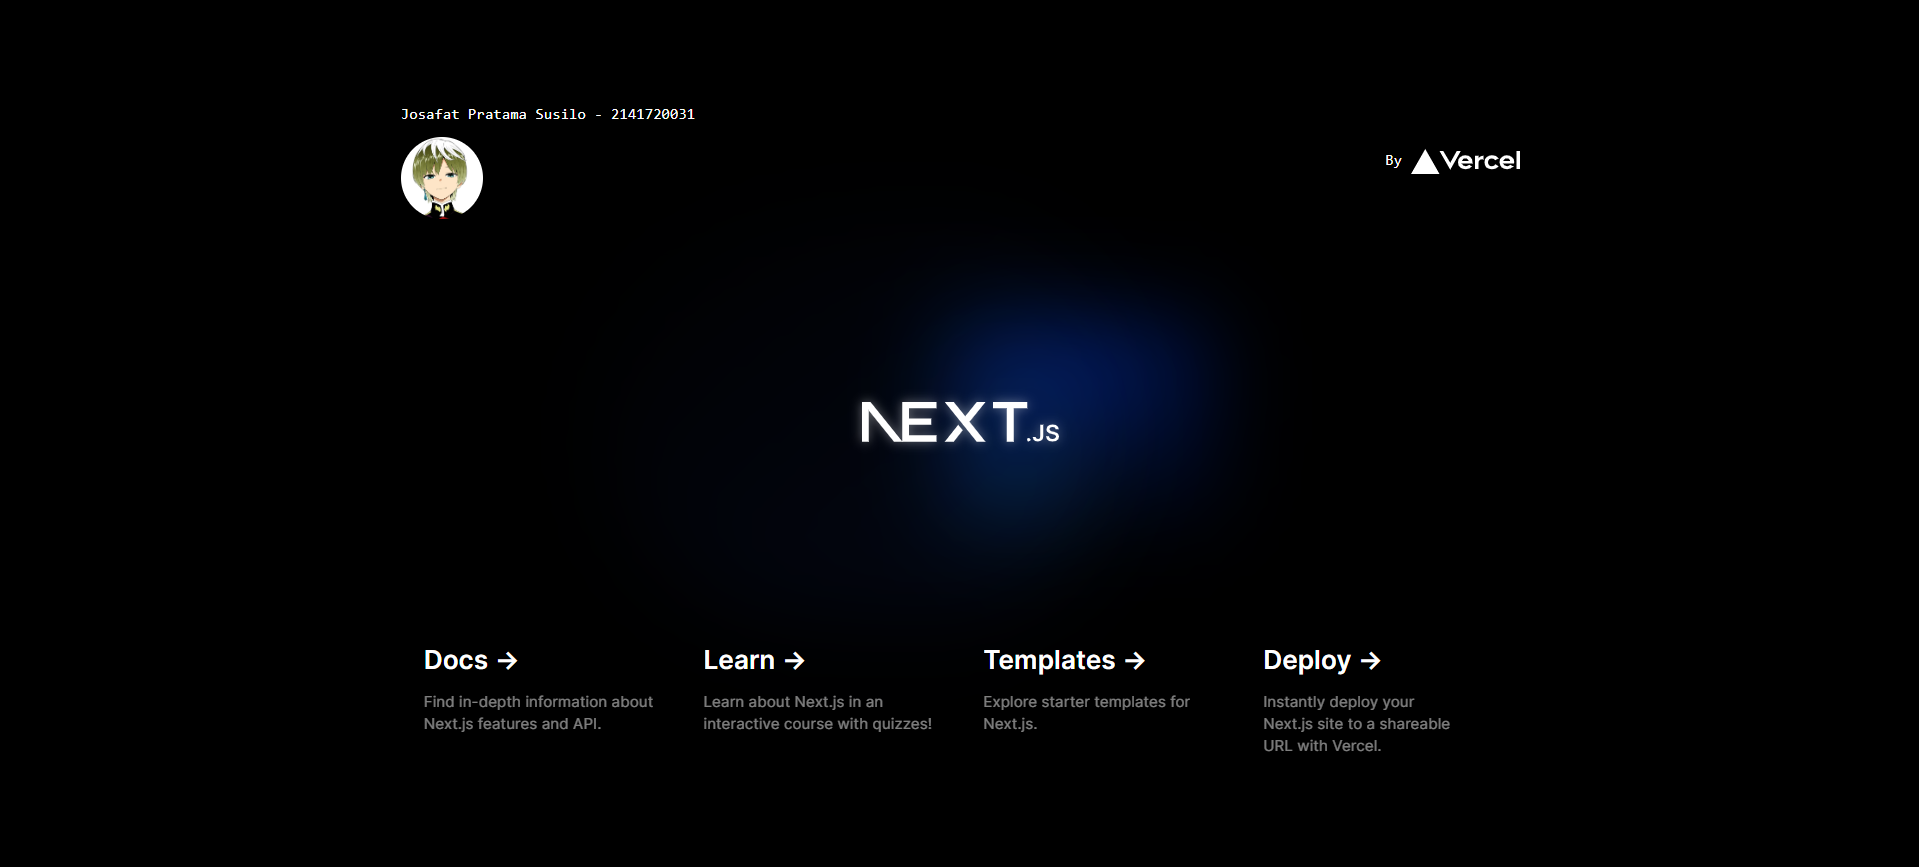 Josafat Pratama Susilo - 2141720031
By Vercel
NEXT.JS
Docs →
Find in-depth information about
Next.js features and API.
Learn →
Learn about Next.js in an
interactive course with quizzes!
Templates →
Explore starter templates for
Next.js.
Deploy →
Instantly deploy your
Next.js site to a shareable
URL with Vercel.